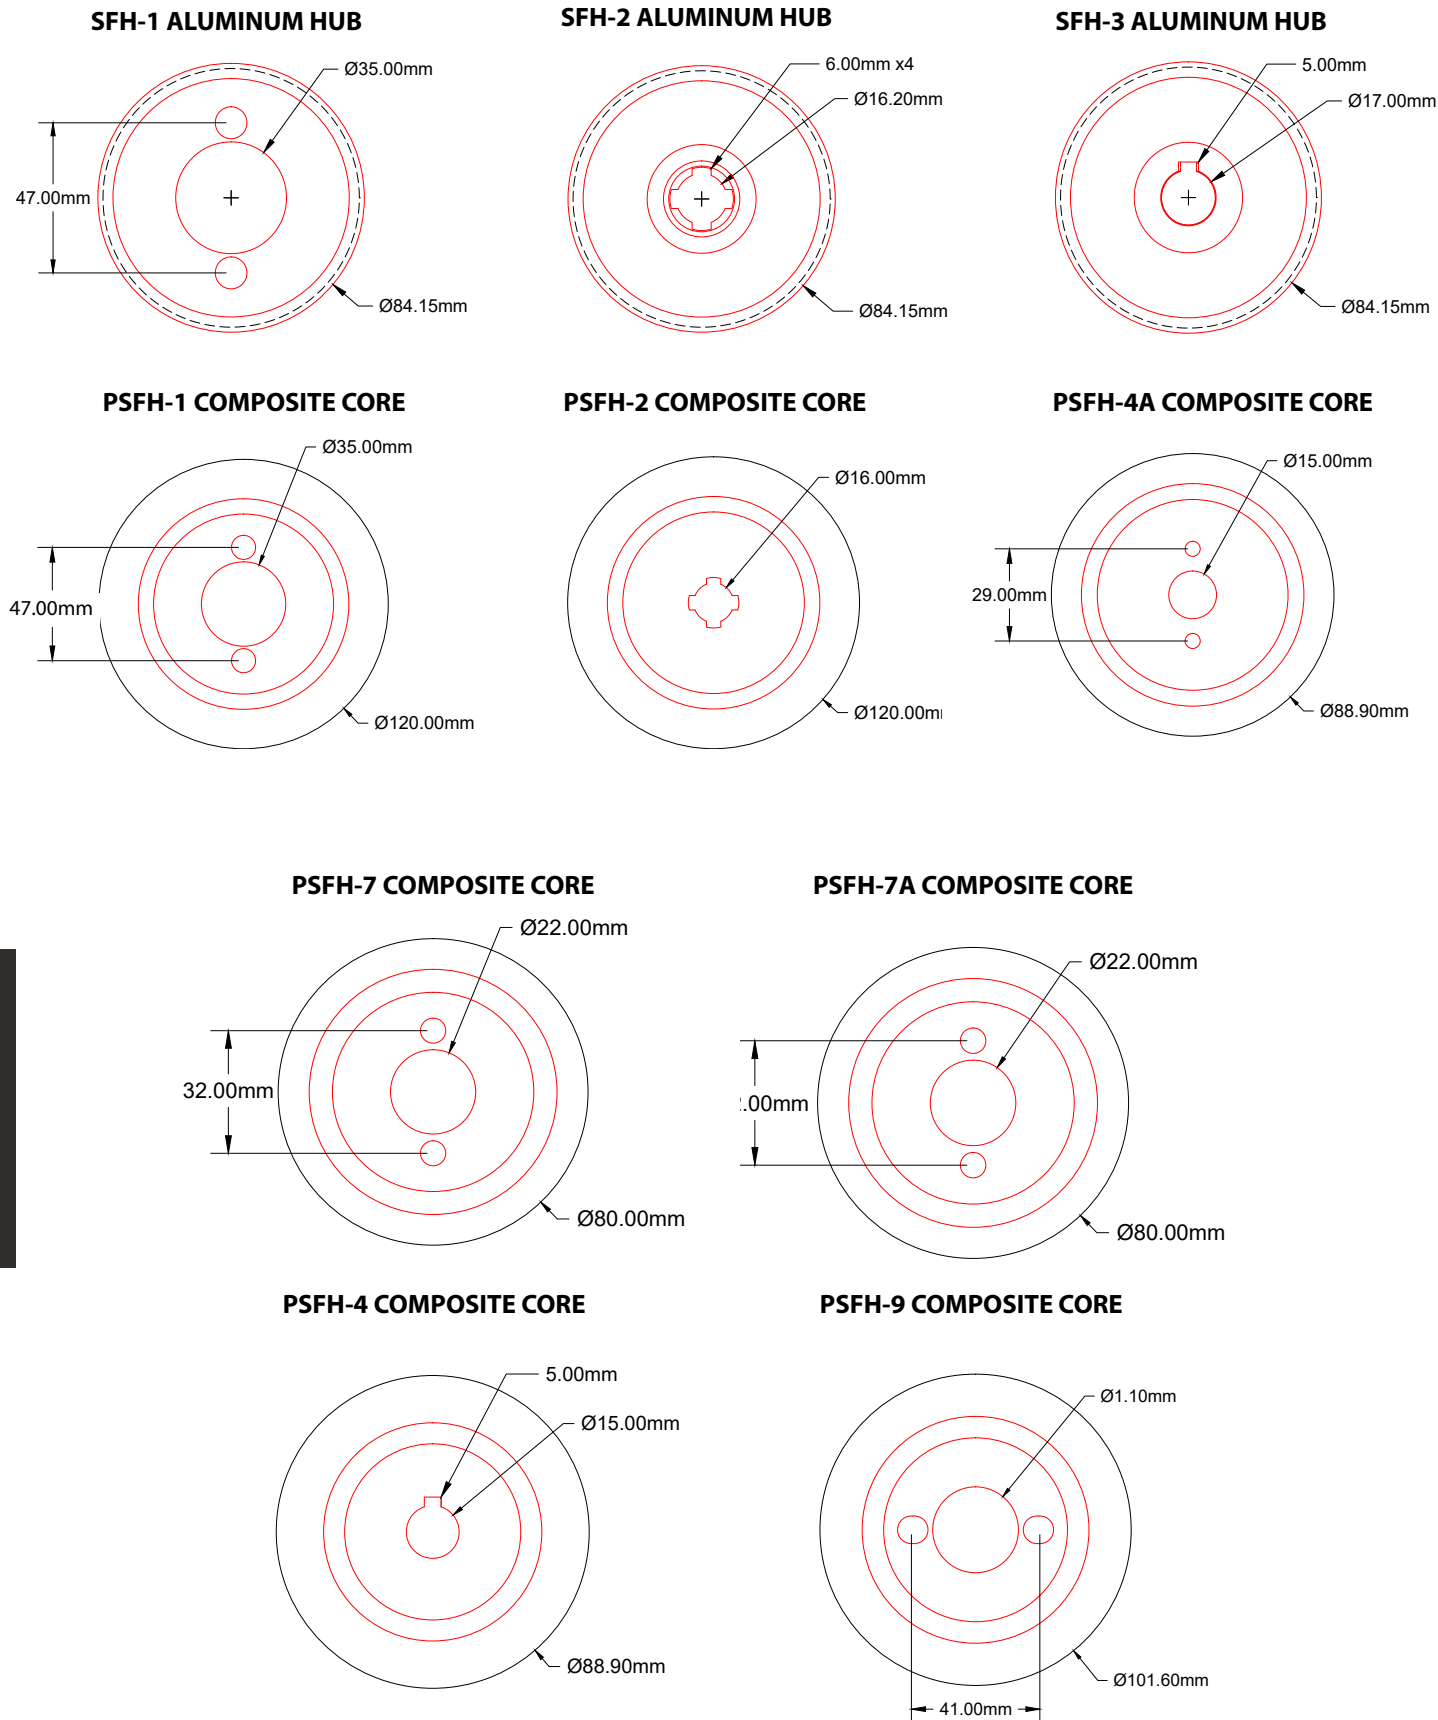 SFH-1 ALUMINUM HUB
SFH-2 ALUMINUM HUB
SFH-3 ALUMINUM HUB
Ø35.00mm
47.00mm
Ø84.15mm
6.00mm x4
Ø16.20mm
Ø84.15mm
5.00mm
Ø17.00mm
Ø84.15mm
PSFH-1 COMPOSITE CORE
PSFH-2 COMPOSITE CORE
PSFH-4A COMPOSITE CORE
Ø35.00mm
47.00mm
Ø120.00mm
Ø16.00mm
Ø120.00m
Ø15.00mm
29.00mm
Ø88.90mm
PSFH-7 COMPOSITE CORE
PSFH-7A COMPOSITE CORE
Ø22.00mm
32.00mm
Ø80.00mm
Ø22.00mm
.00mm
Ø80.00mm
PSFH-4 COMPOSITE CORE
PSFH-9 COMPOSITE CORE
5.00mm
Ø15.00mm
Ø88.90mm
Ø1.10mm
Ø101.60mm
41.00mm